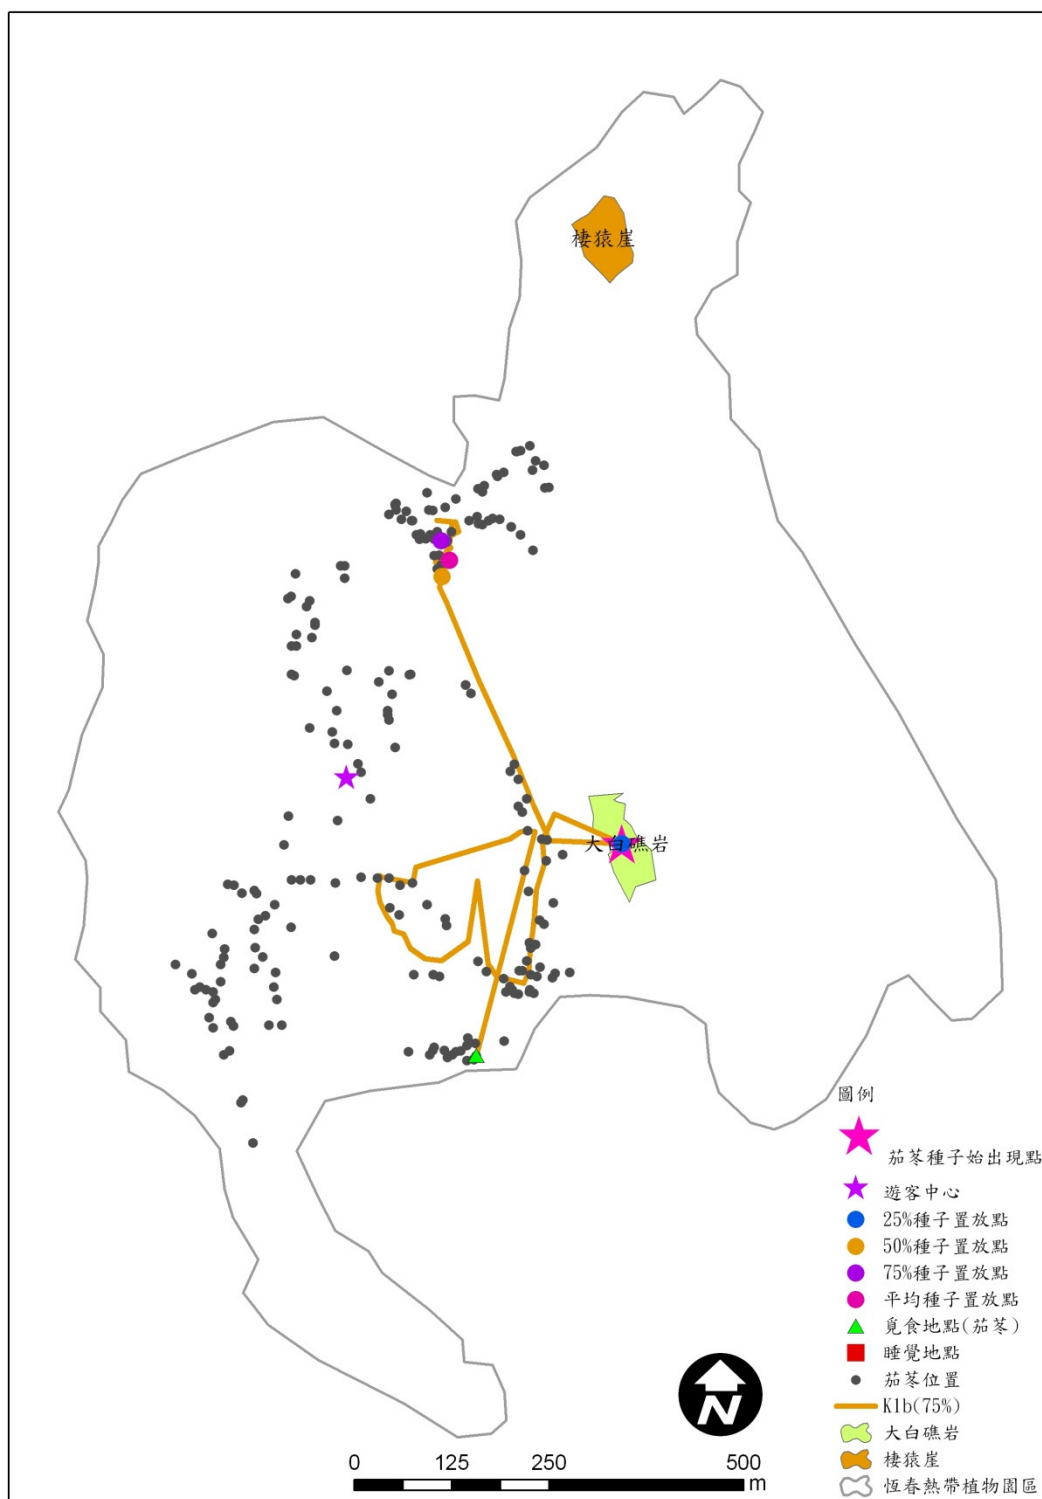 棲猿崖
大白礁岩
圖例
茄苳種子始出現點
遊客中心
25%種子置放點
50%種子置放點
75%種子置放點
平均種子置放點
覓食地點(茄苳)
睡覺地點
茄苳位置
K1b(75%)
大白礁岩
棲猿崖
恆春熱帶植物園區
N
0 125 250 500
m